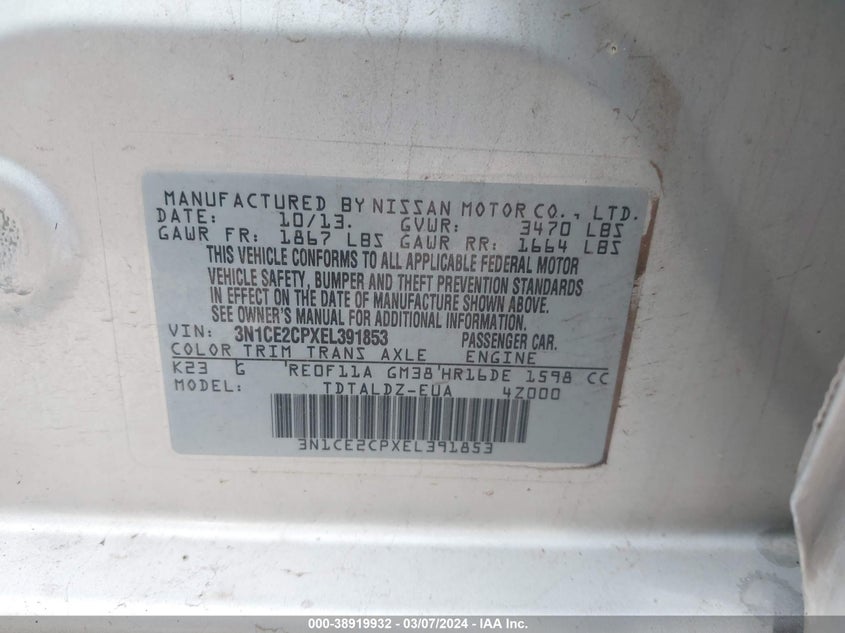 MANUFACTURED BY NISSAN MOTOR CO., LTD.
DATE: 10/13. GVWR: 3470 LBS
GAWR FR: 1867 LBS GAWR RR: 1664 LBS
THIS VEHICLE CONFORMS TO ALL APPLICABLE FEDERAL MOTOR
VEHICLE SAFETY, BUMPER AND THEFT PREVENTION STANDARDS
IN EFFECT ON THE DATE OF MANUFACTURE SHOWN ABOVE.
SEE OWNER'S MANUAL FOR ADDITIONAL INFORMATION.
VIN: 3N1CE2CPXEL391853 PASSENGER CAR.
COLOR TRIM TRANS AXLE ENGINE
K23 G RE0F11A GM38 HR16DE 1598 CC
MODEL: TDTALDZ-EUA 4Z000
3N1CE2CPXEL391853
000-38919932 - 03/07/2024 - IAA Inc.